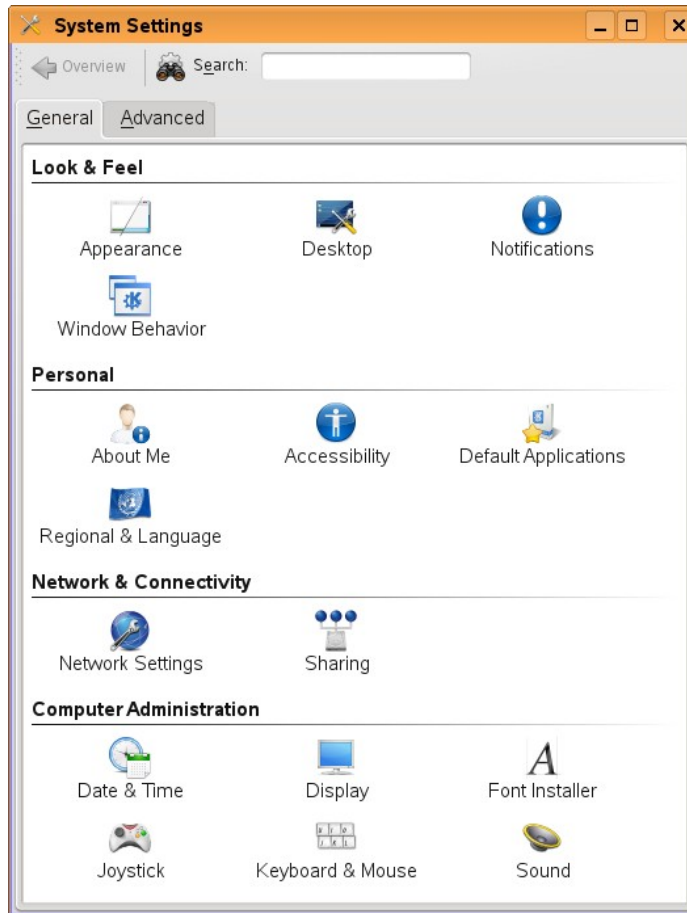 System Settings
Overview Search:
General Advanced
Look & Feel
Appearance Desktop Notifications
Window Behavior
Personal
About Me Accessibility Default Applications
Regional & Language
Network & Connectivity
Network Settings Sharing
Computer Administration
Date & Time Display Font Installer
Joystick Keyboard & Mouse Sound